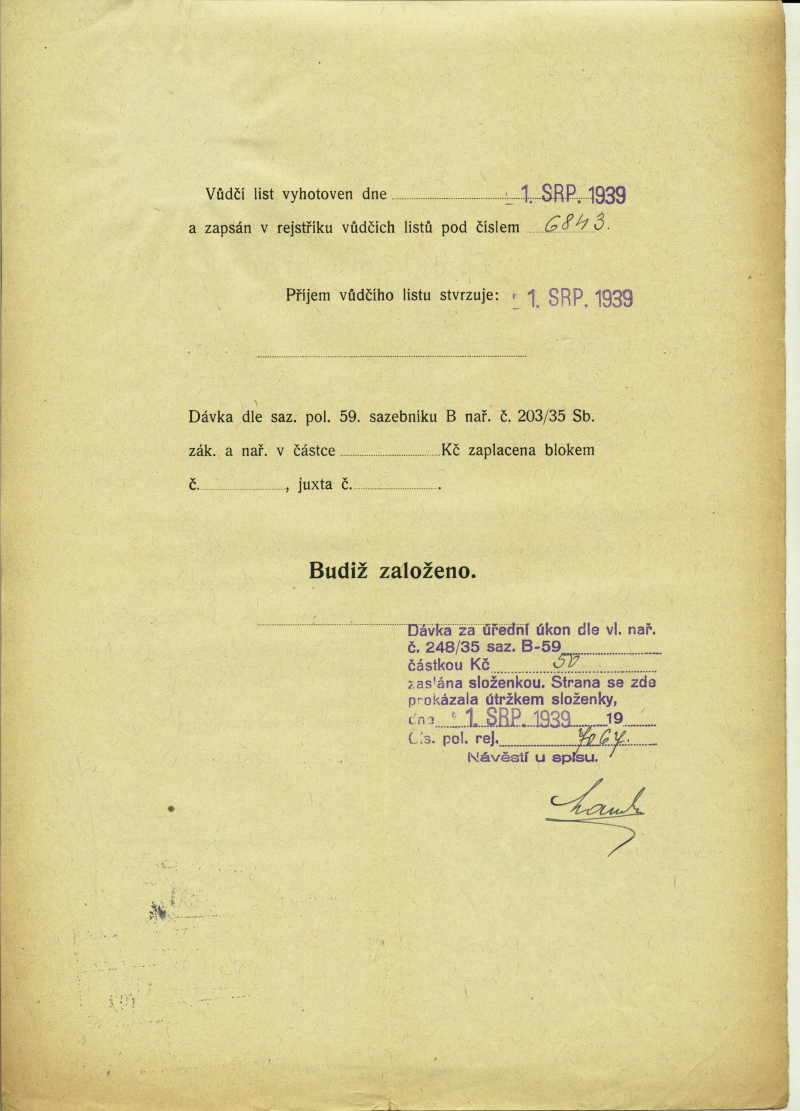 Vůdčí list vyhotoven dne 1. SRP. 1939
a zapsán v rejstříku vůdčích listů pod číslem 6843.
Příjem vůdčího listu stvrzuje: 1. SRP. 1939
Dávka dle saz. pol. 59. sazebníku B nař. č. 203/35 Sb.
zák. a nař. v částce Kč zaplacena blokem
č. , juxta č. .
Budiž založeno.
Dávka za úřední úkon dle vl. nař.
č. 248/35 saz. B-59
částkou Kč 50
zaslána složenkou. Strana se zde
prokázala útržkem složenky,
dne 1. SRP. 1939 19
Čís. pol. rej. 7067.
Návěstí u spisu.